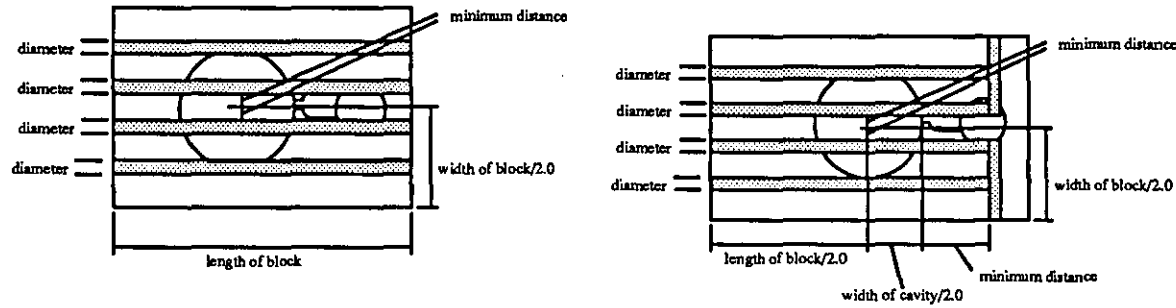 minimum distance
diameter
diameter
diameter
diameter
width of block/2.0
length of block
minimum distance
diameter
diameter
diameter
diameter
width of block/2.0
length of block/2.0
minimum distance
width of cavity/2.0